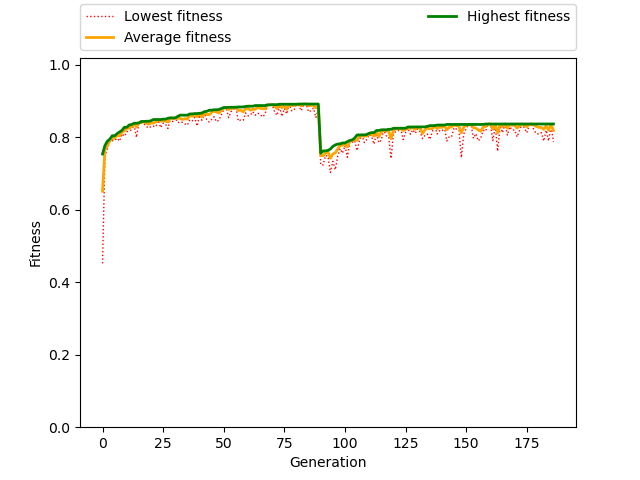 Lowest fitness
Average fitness
Highest fitness
Fitness
1.0
0.8
0.6
0.4
0.2
0.0
0 25 50 75 100 125 150 175
Generation